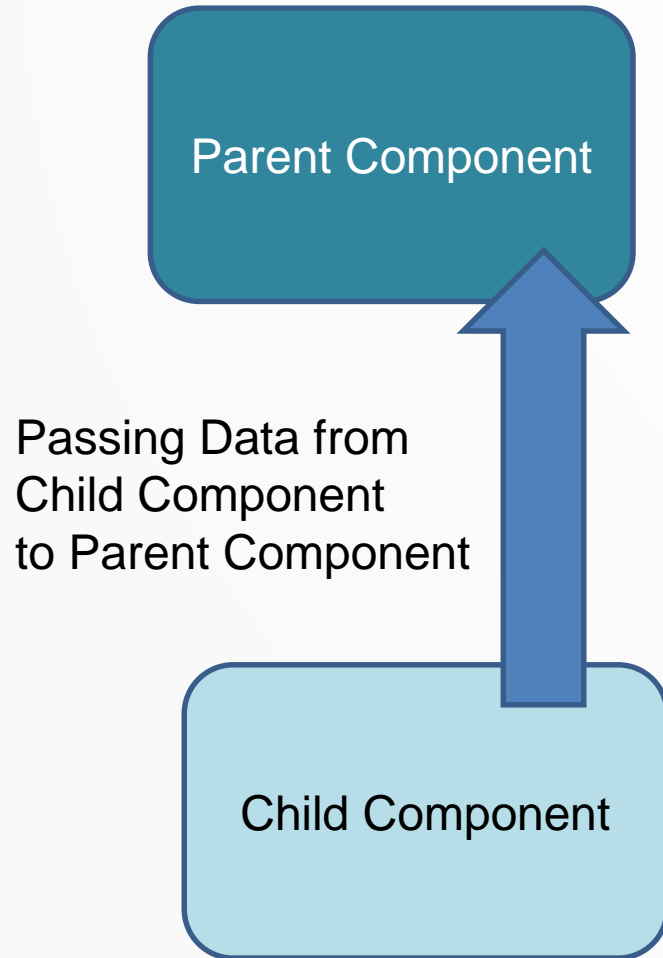 Parent Component
Passing Data from
Child Component
to Parent Component
Child Component